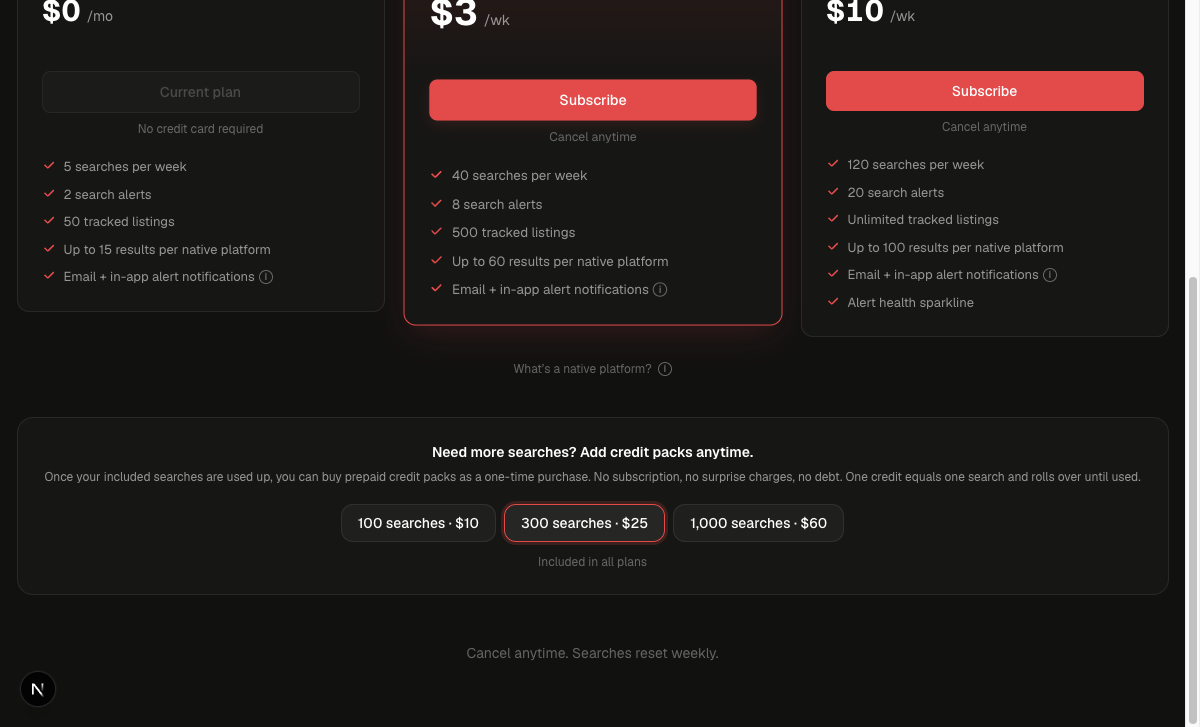 $0 /mo
Current plan
No credit card required
5 searches per week
2 search alerts
50 tracked listings
Up to 15 results per native platform
Email + in-app alert notifications
$3 /wk
Subscribe
Cancel anytime
40 searches per week
8 search alerts
500 tracked listings
Up to 60 results per native platform
Email + in-app alert notifications
$10 /wk
Subscribe
Cancel anytime
120 searches per week
20 search alerts
Unlimited tracked listings
Up to 100 results per native platform
Email + in-app alert notifications
Alert health sparkline
What's a native platform?
Need more searches? Add credit packs anytime.
Once your included searches are used up, you can buy prepaid credit packs as a one-time purchase. No subscription, no surprise charges, no debt. One credit equals one search and rolls over until used.
100 searches · $10
300 searches · $25
1,000 searches · $60
Included in all plans
Cancel anytime. Searches reset weekly.
N